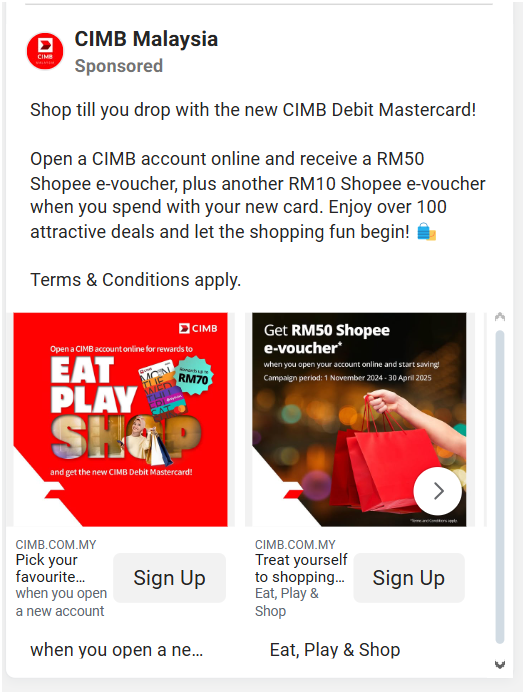 CIMB Malaysia
Sponsored
Shop till you drop with the new CIMB Debit Mastercard!
Open a CIMB account online and receive a RM50
Shopee e-voucher, plus another RM10 Shopee e-voucher
when you spend with your new card. Enjoy over 100
attractive deals and let the shopping fun begin! 🛍️
Terms & Conditions apply.
CIMB
Open a CIMB account online for rewards to
EAT
PLAY
SHOP
Rewards up to
RM70
and get the new CIMB Debit Mastercard!
Get RM50 Shopee
e-voucher*
when you open your account online and start saving!
Campaign period: 1 November 2024 - 30 April 2025
*Terms and Conditions apply
CIMB.COM.MY
Pick your
favourite...
when you open
a new account
Sign Up
CIMB.COM.MY
Treat yourself
to shopping...
Eat, Play &
Shop
Sign Up
when you open a ne...
Eat, Play & Shop